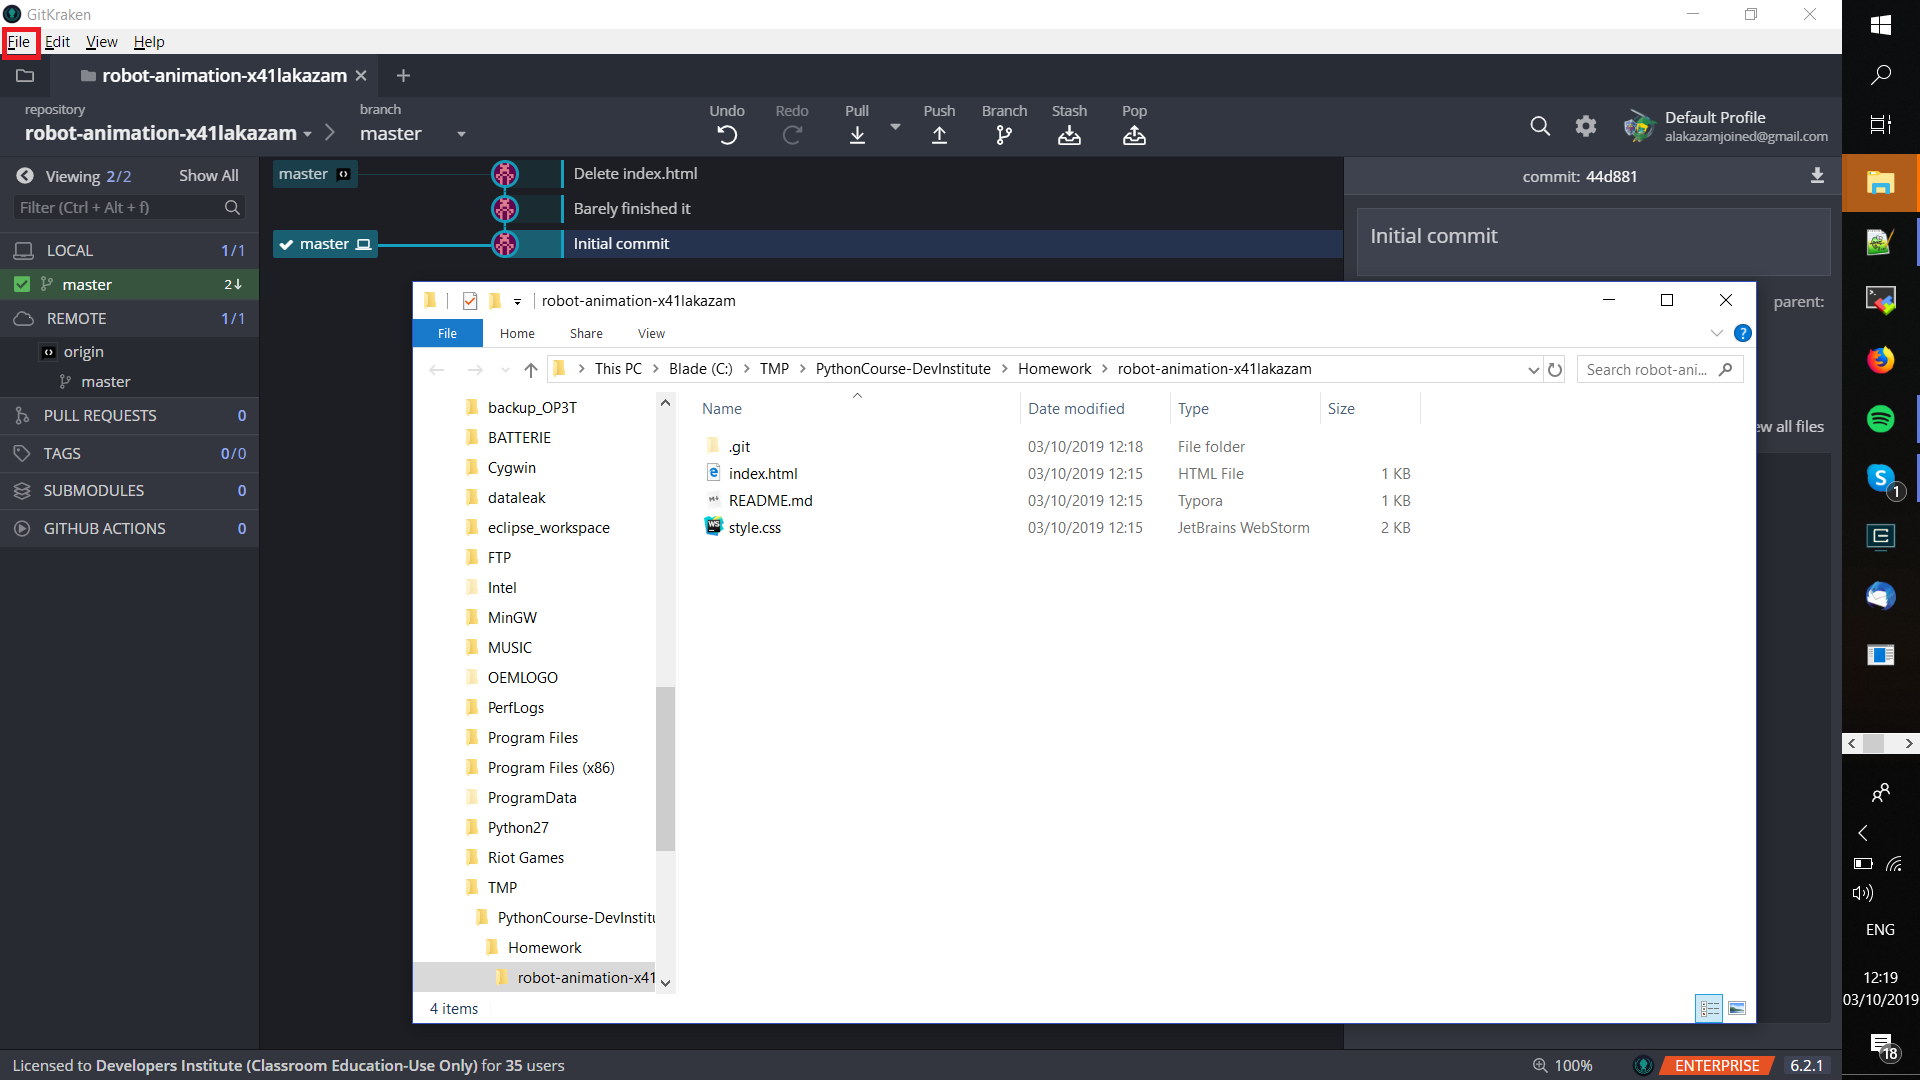 GitKraken
File Edit View Help
robot-animation-x41lakazam
repository
robot-animation-x41lakazam
branch
master
Undo Redo Pull Push Branch Stash Pop
Default Profile
alakazamjoined@gmail.com
Viewing 2/2 Show All
Filter (Ctrl + Alt + f)
LOCAL 1/1
master 2↓
REMOTE 1/1
origin
master
PULL REQUESTS 0
TAGS 0/0
SUBMODULES 0
GITHUB ACTIONS 0
master Delete index.html
Barely finished it
master Initial commit
commit: 44d881
Initial commit
parent:
ew all files
robot-animation-x41lakazam
File Home Share View
This PC Blade (C:) TMP PythonCourse-DevInstitute Homework robot-animation-x41lakazam
Search robot-ani...
backup_OP3T
BATTERIE
Cygwin
dataleak
eclipse_workspace
FTP
Intel
MinGW
MUSIC
OEMLOGO
PerfLogs
Program Files
Program Files (x86)
ProgramData
Python27
Riot Games
TMP
PythonCourse-DevInstitu
Homework
robot-animation-x41
Name Date modified Type Size
.git 03/10/2019 12:18 File folder
index.html 03/10/2019 12:15 HTML File 1 KB
README.md 03/10/2019 12:15 Typora 1 KB
style.css 03/10/2019 12:15 JetBrains WebStorm 2 KB
4 items
Licensed to Developers Institute (Classroom Education-Use Only) for 35 users
100%
ENTERPRISE
6.2.1
1
ENG
12:19
03/10/2019
18